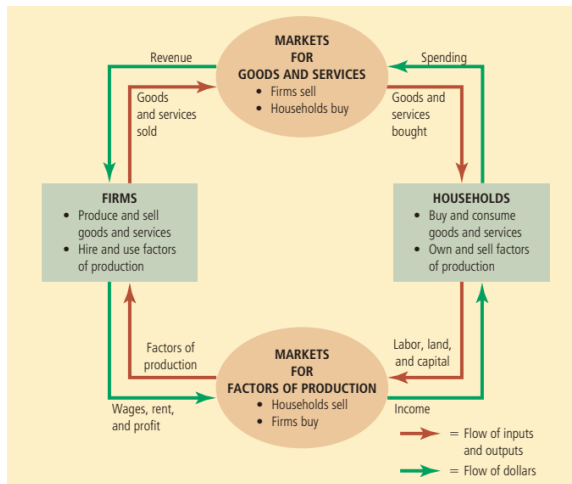 MARKETS
FOR
GOODS AND SERVICES
• Firms sell
• Households buy
Revenue
Spending
Goods
and services
sold
Goods and
services
bought
FIRMS
• Produce and sell
goods and services
• Hire and use factors
of production
HOUSEHOLDS
• Buy and consume
goods and services
• Own and sell factors
of production
Factors of
production
Labor, land,
and capital
MARKETS
FOR
FACTORS OF PRODUCTION
• Households sell
• Firms buy
Wages, rent,
and profit
Income
= Flow of inputs
and outputs
= Flow of dollars